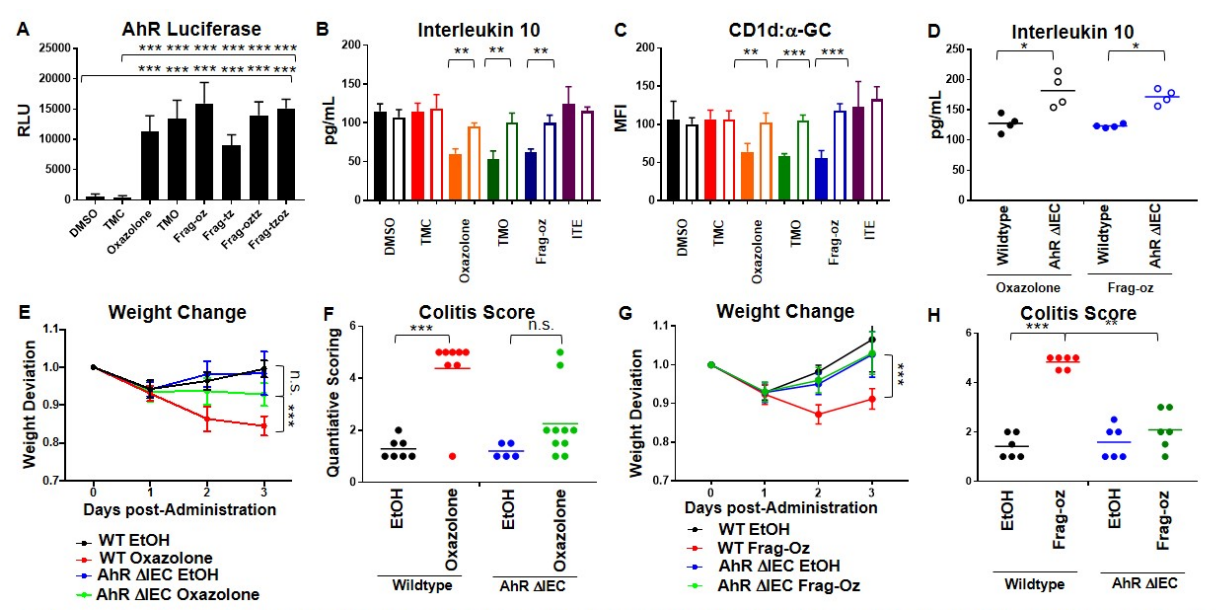 A
AhR Luciferase
*** *** *** *** *** ***
*** *** *** *** *** ***
25000
20000
15000
10000
5000
0
RLU
DMSO
TMC
Oxazolone
TMO
Frag-oz
Frag-tz
Frag-oztz
Frag-tzoz
B
Interleukin 10
** ** **
200
150
100
50
0
pg/mL
DMSO
TMC
Oxazolone
TMO
Frag-oz
ITE
C
CD1d:α-GC
** *** ***
200
150
100
50
0
MFI
DMSO
TMC
Oxazolone
TMO
Frag-oz
ITE
D
Interleukin 10
* *
250
200
150
100
50
0
pg/mL
Wildtype
AhR ΔIEC
Wildtype
AhR ΔIEC
Oxazolone
Frag-oz
E
Weight Change
1.1
1.0
0.9
0.8
0.7
Weight Deviation
n.s.
***
0 1 2 3
Days post-Administration
WT EtOH
WT Oxazolone
AhR ΔIEC EtOH
AhR ΔIEC Oxazolone
F
Colitis Score
*** n.s.
6
4
2
0
Quantiative Scoring
EtOH
Oxazolone
EtOH
Oxazolone
Wildtype
AhR ΔIEC
G
Weight Change
1.1
1.0
0.9
0.8
0.7
Weight Deviation
***
0 1 2 3
Days post-Administration
WT EtOH
WT Frag-Oz
AhR ΔIEC EtOH
AhR ΔIEC Frag-Oz
H
Colitis Score
*** **
6
4
2
0
EtOH
Frag-oz
EtOH
Frag-oz
Wildtype
AhR ΔIEC